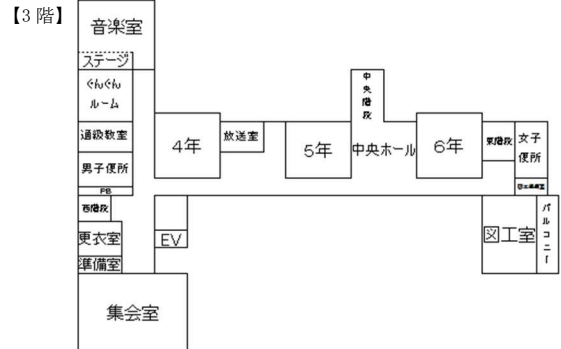 【3 階】
音楽室
ステージ
ぐんぐん
ルーム
通級教室
男子便所
PS
西階段
更衣室
準備室
集会室
EV
4年
放送室
5年
中央階段
中央ホール
6年
東階段
女子
便所
図工室
バルコニー